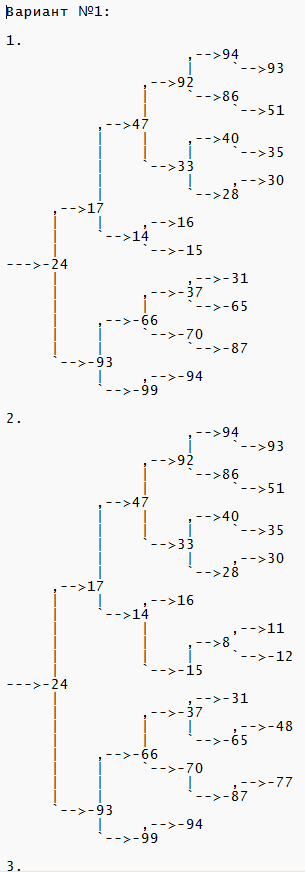 Вариант №1:
1.
                    ,-->94
                    |    `-->93
               ,-->92
               |    `-->86
               |         `-->51
          ,-->47
          |    |    ,-->40
          |    |    |    `-->35
          |    `-->33
          |         |    ,-->30
          |         `-->28
     ,-->17
     |    |    ,-->16
     |    `-->14
     |         `-->-15
--->-24
     |              ,-->-31
     |         ,-->-37
     |         |    `-->-65
     |    ,-->-66
     |    |    `-->-70
     |    |         `-->-87
     `-->-93
          |    ,-->-94
          `-->-99
2.
                    ,-->94
                    |    `-->93
               ,-->92
               |    `-->86
               |         `-->51
          ,-->47
          |    |    ,-->40
          |    |    |    `-->35
          |    `-->33
          |         |    ,-->30
          |         `-->28
     ,-->17
     |    |    ,-->16
     |    `-->14
     |         |         ,-->11
     |         |    ,-->8
     |         |    |    `-->-12
     |         `-->-15
--->-24
     |              ,-->-31
     |         ,-->-37
     |         |    |    ,-->-48
     |         |    `-->-65
     |    ,-->-66
     |    |    `-->-70
     |    |         |    ,-->-77
     |    |         `-->-87
     `-->-93
          |    ,-->-94
          `-->-99
3.